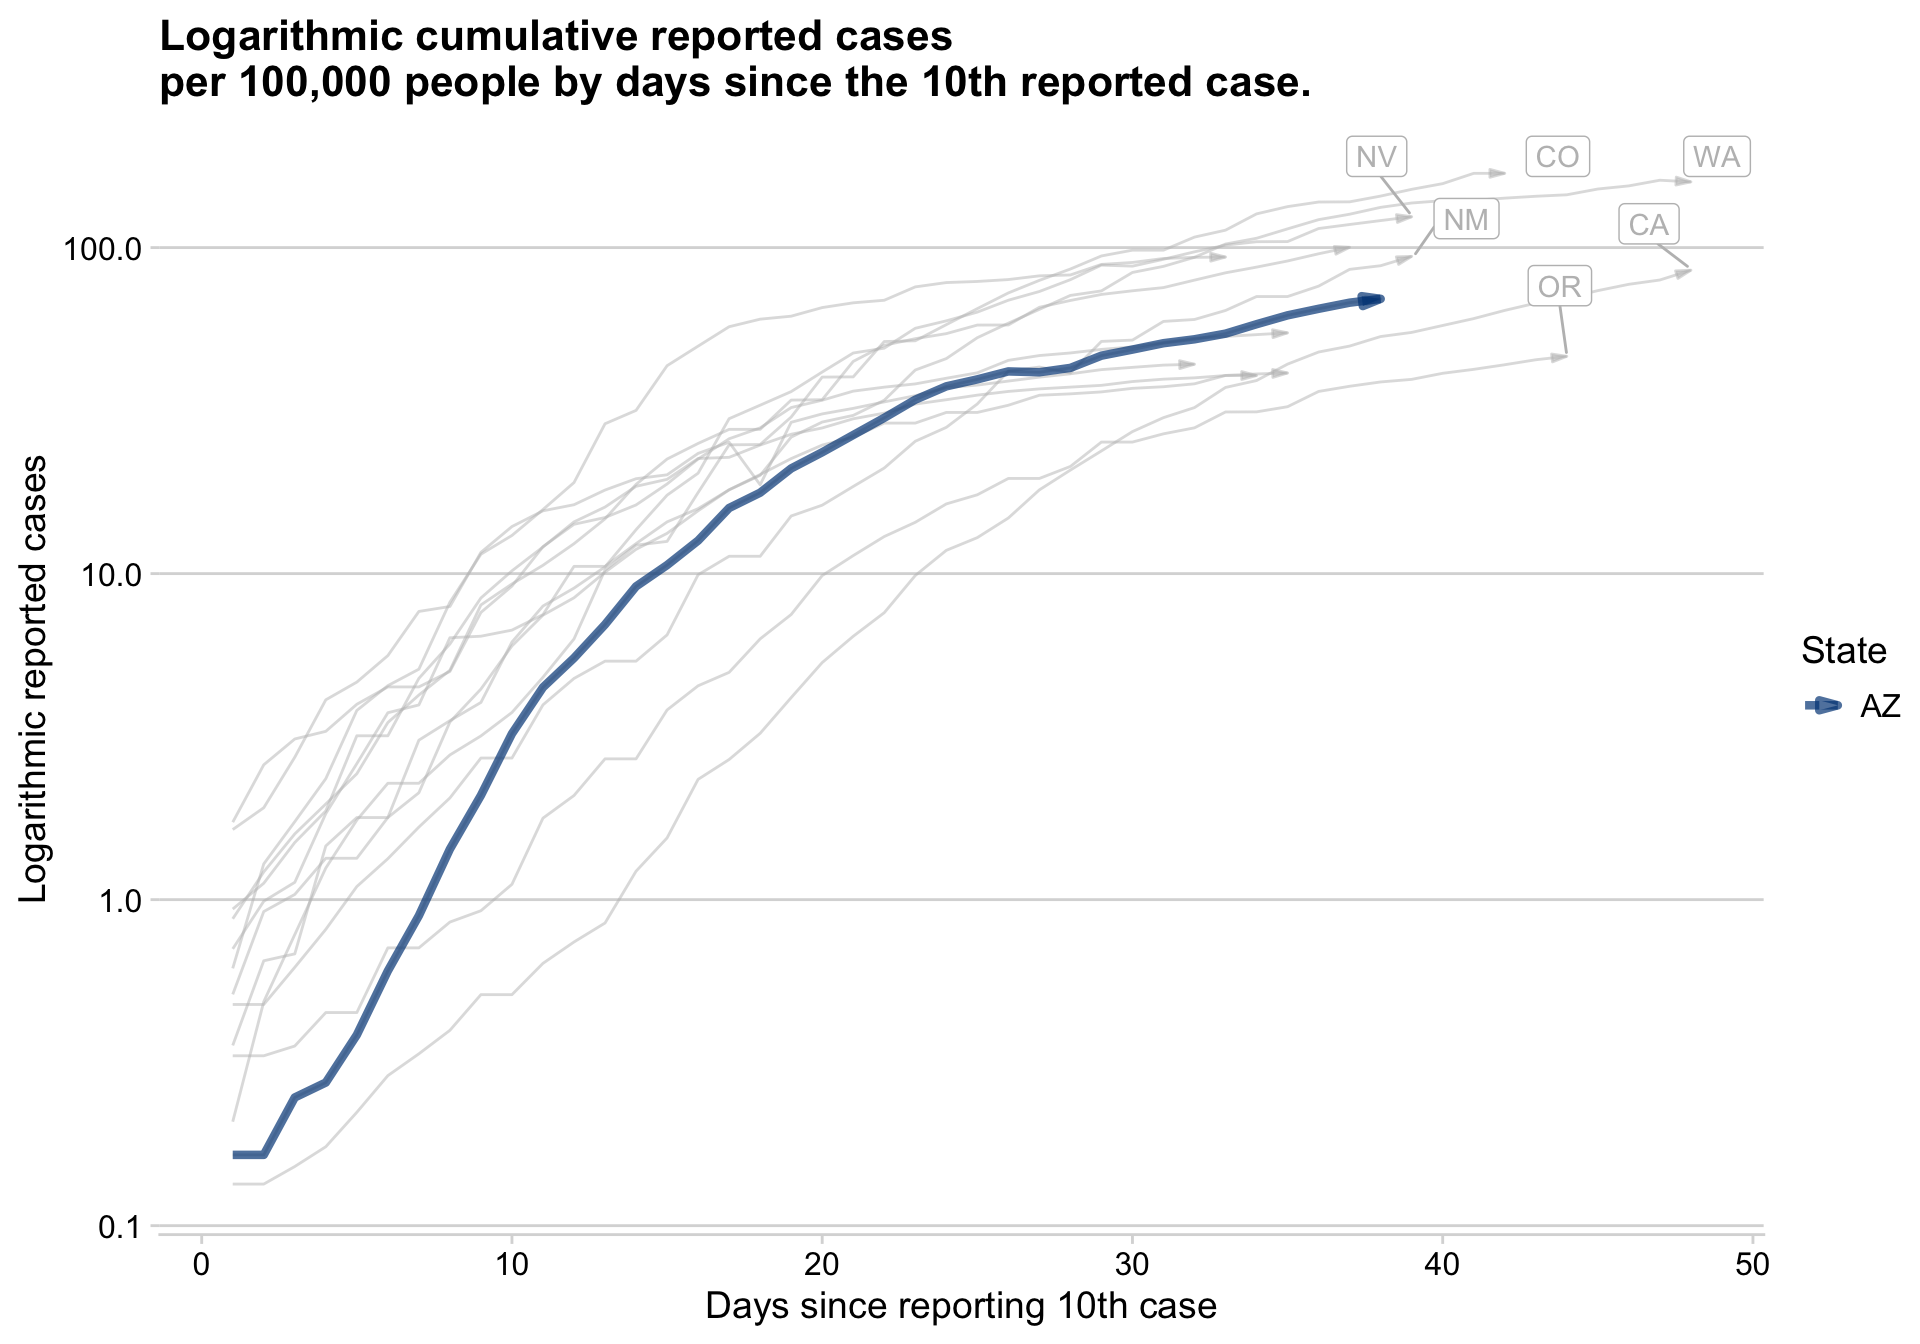 Logarithmic cumulative reported cases
per 100,000 people by days since the 10th reported case.
NV
CO
WA
NM
CA
OR
100.0
10.0
1.0
0.1
Logarithmic reported cases
State
AZ
0
10
20
30
40
50
Days since reporting 10th case